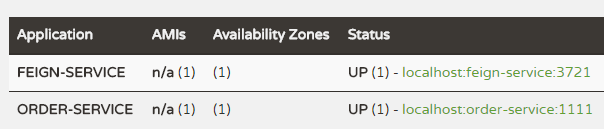 Application AMIs Availability Zones Status
FEIGN-SERVICE n/a (1) (1) UP (1) - localhost:feign-service:3721
ORDER-SERVICE n/a (1) (1) UP (1) - localhost:order-service:1111